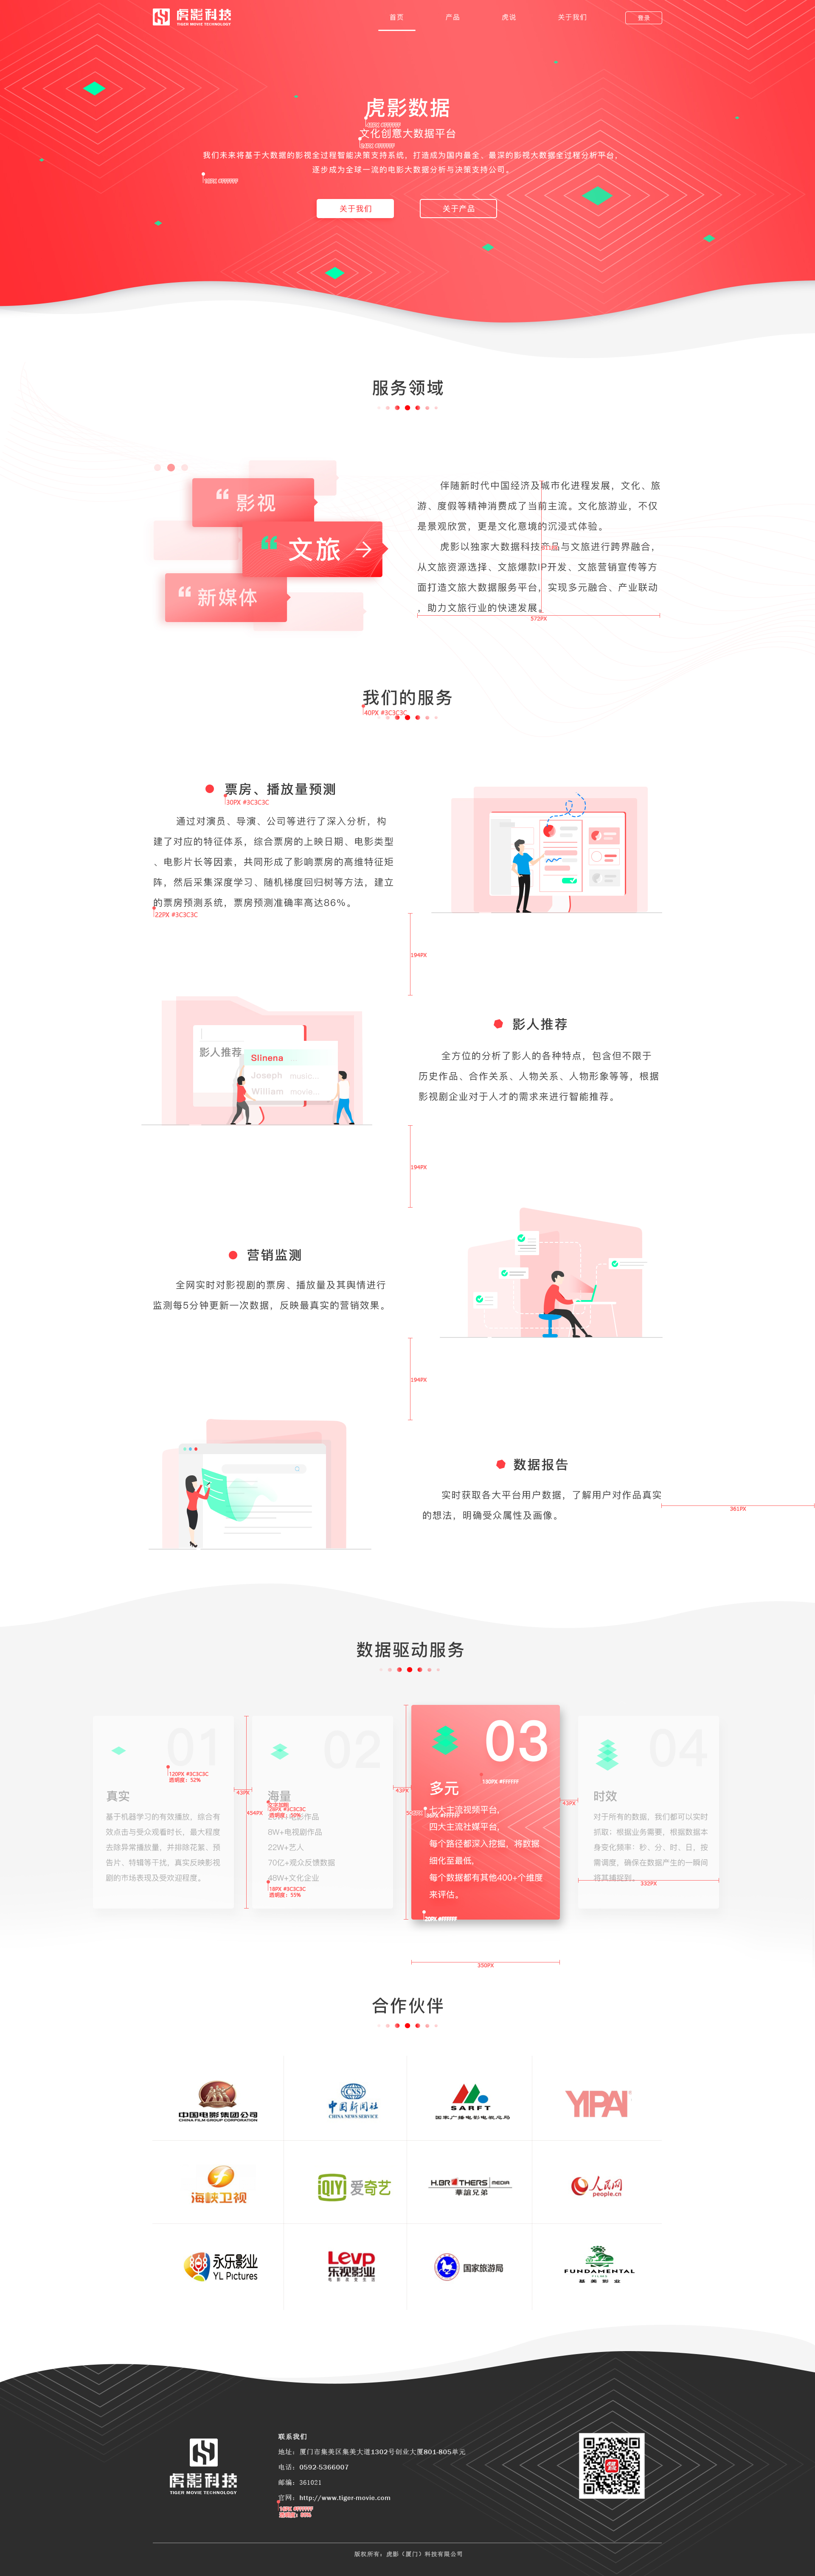 虎影科技
TIGER MOVIE TECHNOLOGY
首页
产品
虎说
关于我们
登录
虎影数据
文化创意大数据平台
我们未来将基于大数据的影视全过程智能决策支持系统，打造成为国内最全、最深的影视大数据全过程分析平台，
逐步成为全球一流的电影大数据分析与决策支持公司。
关于我们
关于产品
服务领域
影视
文旅
新媒体
伴随新时代中国经济及城市化进程发展，文化、旅
游、度假等精神消费成了当前主流。文化旅游业，不仅
是景观欣赏，更是文化意境的沉浸式体验。
虎影以独家大数据科技产品与文旅进行跨界融合，
从文旅资源选择、文旅爆款IP开发、文旅营销宣传等方
面打造文旅大数据服务平台，实现多元融合、产业联动
，助力文旅行业的快速发展。
572PX
我们的服务
40PX #3C3C3C
票房、播放量预测
30PX #3C3C3C
通过对演员、导演、公司等进行了深入分析，构
建了对应的特征体系，综合票房的上映日期、电影类型
、电影片长等因素，共同形成了影响票房的高维特征矩
阵，然后采集深度学习、随机梯度回归树等方法，建立
的票房预测系统，票房预测准确率高达86%。
22PX #3C3C3C
194PX
影人推荐
Slinena
Joseph music...
William movie...
影人推荐
全方位的分析了影人的各种特点，包含但不限于
历史作品、合作关系、人物关系、人物形象等等，根据
影视剧企业对于人才的需求来进行智能推荐。
194PX
营销监测
全网实时对影视剧的票房、播放量及其舆情进行
监测每5分钟更新一次数据，反映最真实的营销效果。
194PX
数据报告
实时获取各大平台用户数据，了解用户对作品真实
的想法，明确受众属性及画像。
361PX
数据驱动服务
01
120PX #3C3C3C
透明度：52%
真实
基于机器学习的有效播放，综合有
效点击与受众观看时长，最大程度
去除异常播放量，并排除花絮、预
告片、特辑等干扰，真实反映影视
剧的市场表现及受欢迎程度。
43PX
454PX
02
海量
28PX #3C3C3C
电影作品
8W+电视剧作品
22W+艺人
70亿+观众反馈数据
48W+文化企业
18PX #3C3C3C
透明度：55%
43PX
03
130PX #FFFFFF
多元
七大主流视频平台，
四大主流社媒平台，
每个路径都深入挖掘，将数据
细化至最低，
每个数据都有其他400+个维度
来评估。
20PX #FFFFFF
350PX
43PX
04
时效
对于所有的数据，我们都可以实时
抓取；根据业务需要，根据数据本
身变化频率：秒、分、时、日，按
需调度，确保在数据产生的一瞬间
将其捕捉到。
332PX
合作伙伴
中国电影集团公司
CHINA FILM GROUP CORPORATION
CNS
中国新闻社
CHINA NEWS SERVICE
SARFT
国家广播电影电视总局
YIPAI
海峡卫视
iQIYI 爱奇艺
H.BROTHERS MEDIA
華誼兄弟
人民网
people.cn
永乐影业
YL Pictures
Levp
乐视影业
国家旅游局
FUNDAMENTAL
FILMS
基美影业
虎影科技
TIGER MOVIE TECHNOLOGY
联系我们
地址：厦门市集美区集美大道1302号创业大厦801-805单元
电话：0592-5366007
邮编：361021
官网：http://www.tiger-movie.com
版权所有：虎影（厦门）科技有限公司